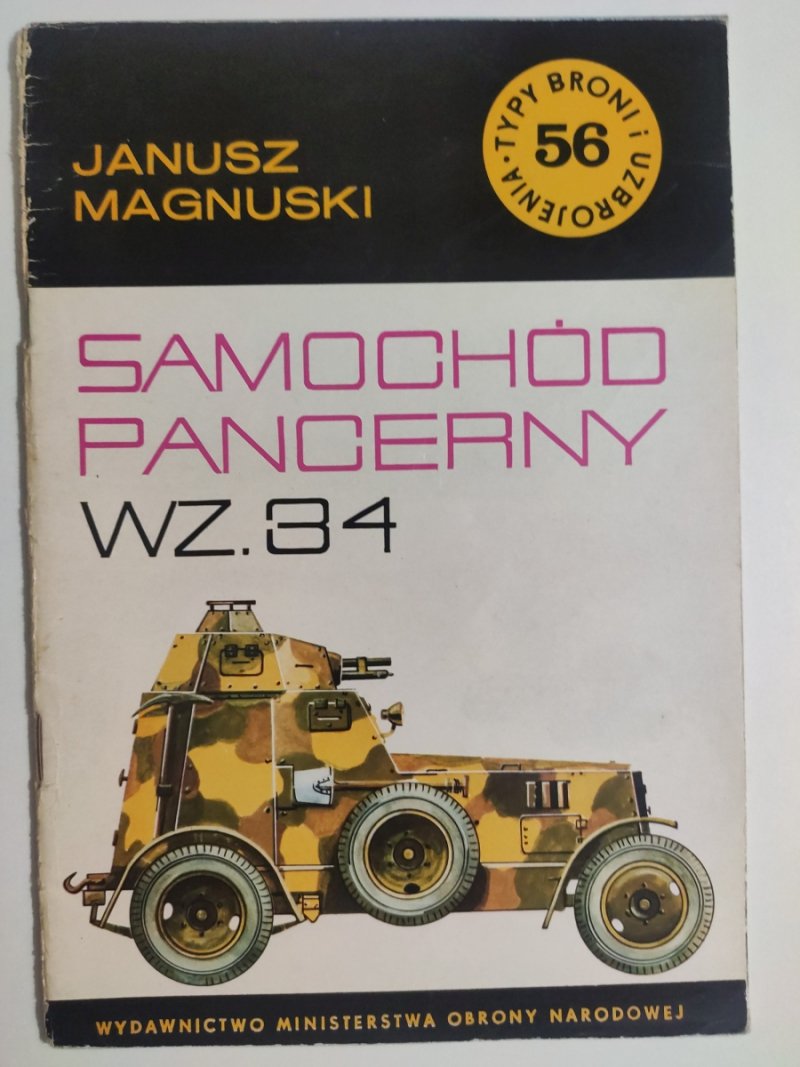 JANUSZ
MAGNUSKI
TYPY BRONI i UZBROJENIA •
56
SAMOCHÓD
PANCERNY
WZ.34
WYDAWNICTWO MINISTERSTWA OBRONY NARODOWEJ